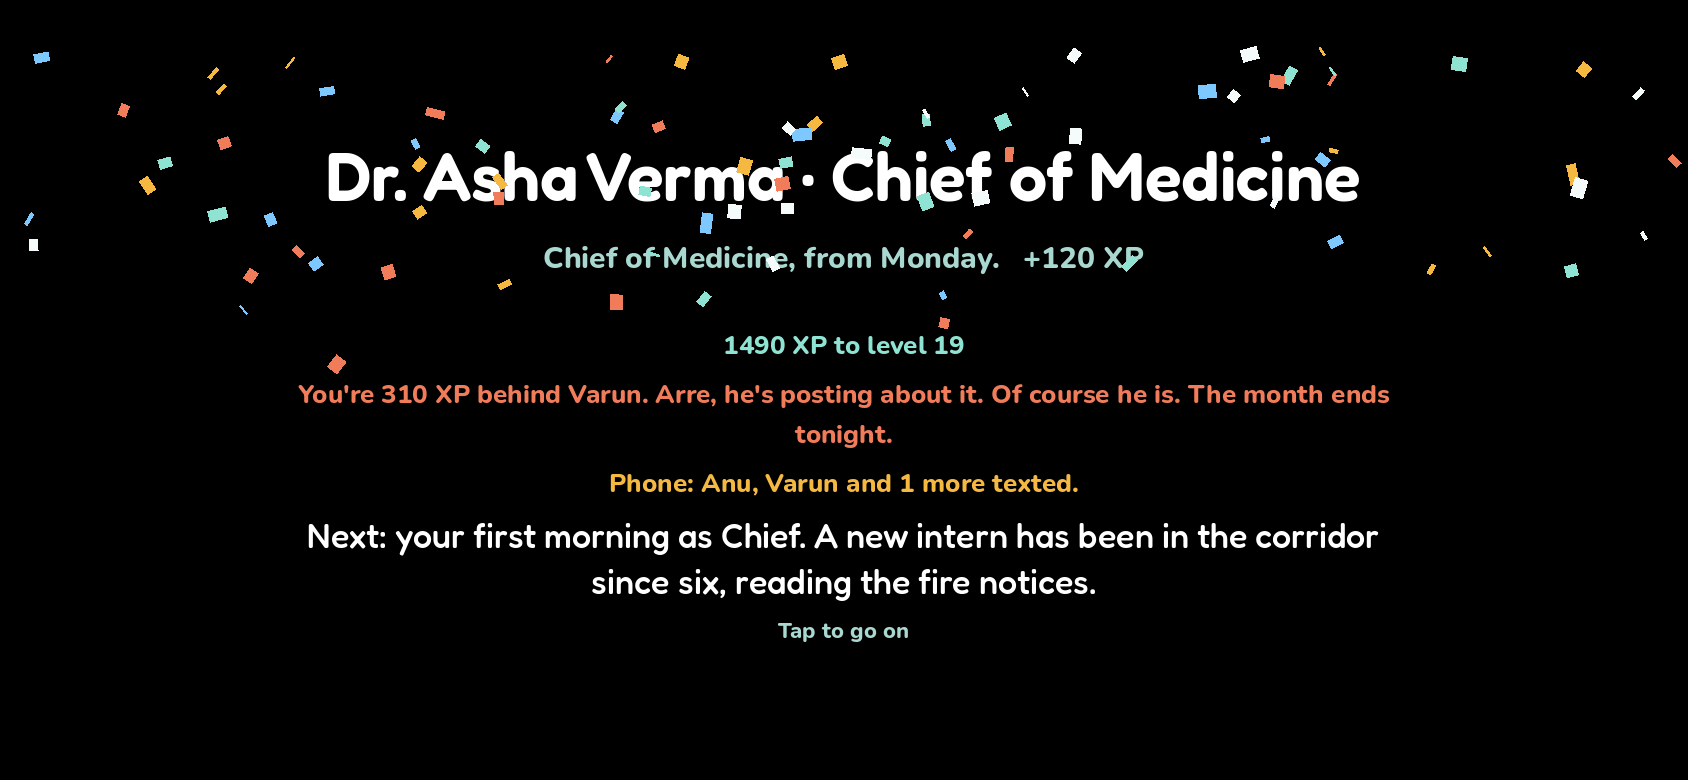 Dr. Asha Verma · Chief of Medicine
Chief of Medicine, from Monday. +120 XP
1490 XP to level 19
You're 310 XP behind Varun. Arre, he's posting about it. Of course he is. The month ends
tonight.
Phone: Anu, Varun and 1 more texted.
Next: your first morning as Chief. A new intern has been in the corridor
since six, reading the fire notices.
Tap to go on